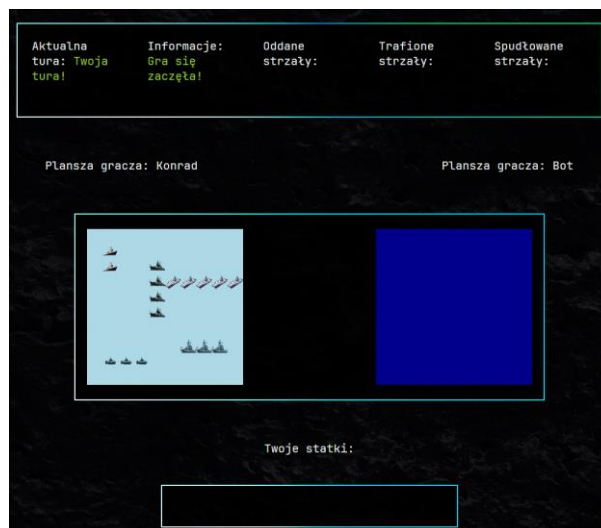 Aktualna
tura: Twoja
tura!
Informacje:
Gra się
zaczęła!
Oddane
strzały:
Trafione
strzały:
Spudłowane
strzały:
Plansza gracza: Konrad
Plansza gracza: Bot
Twoje statki: